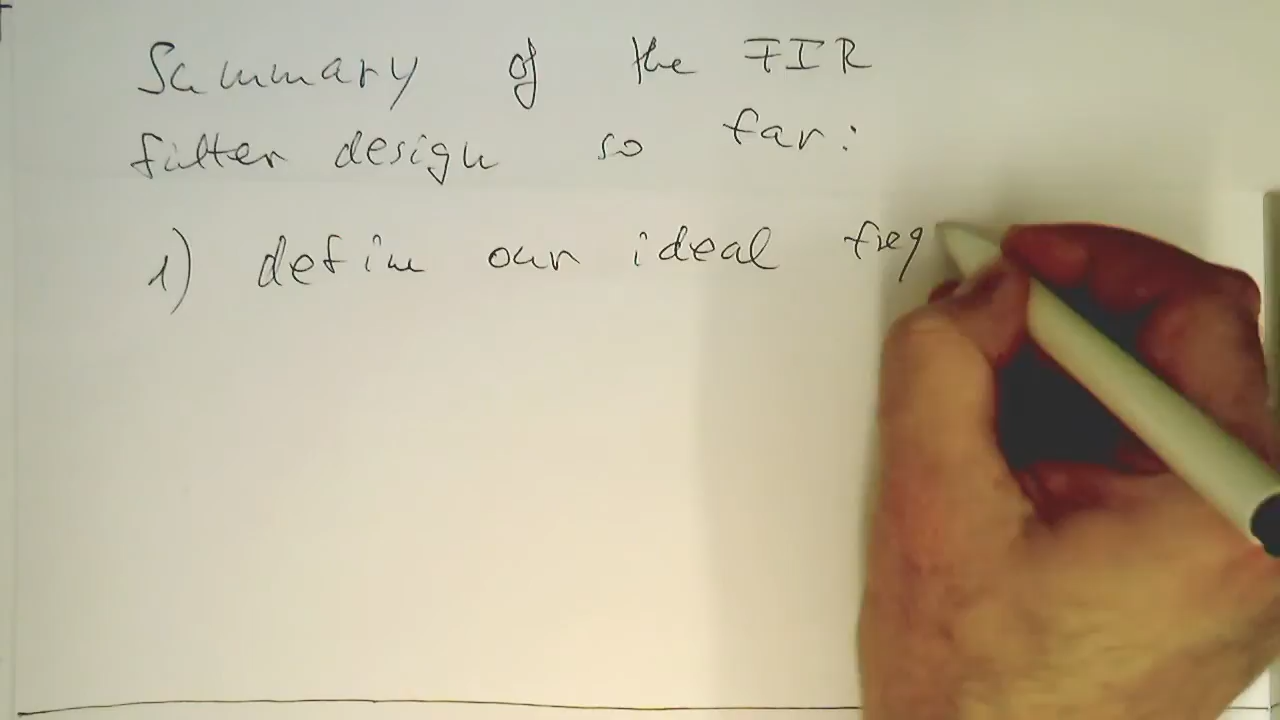 Summary of the FIR
filter design so far:
1) define our ideal freq